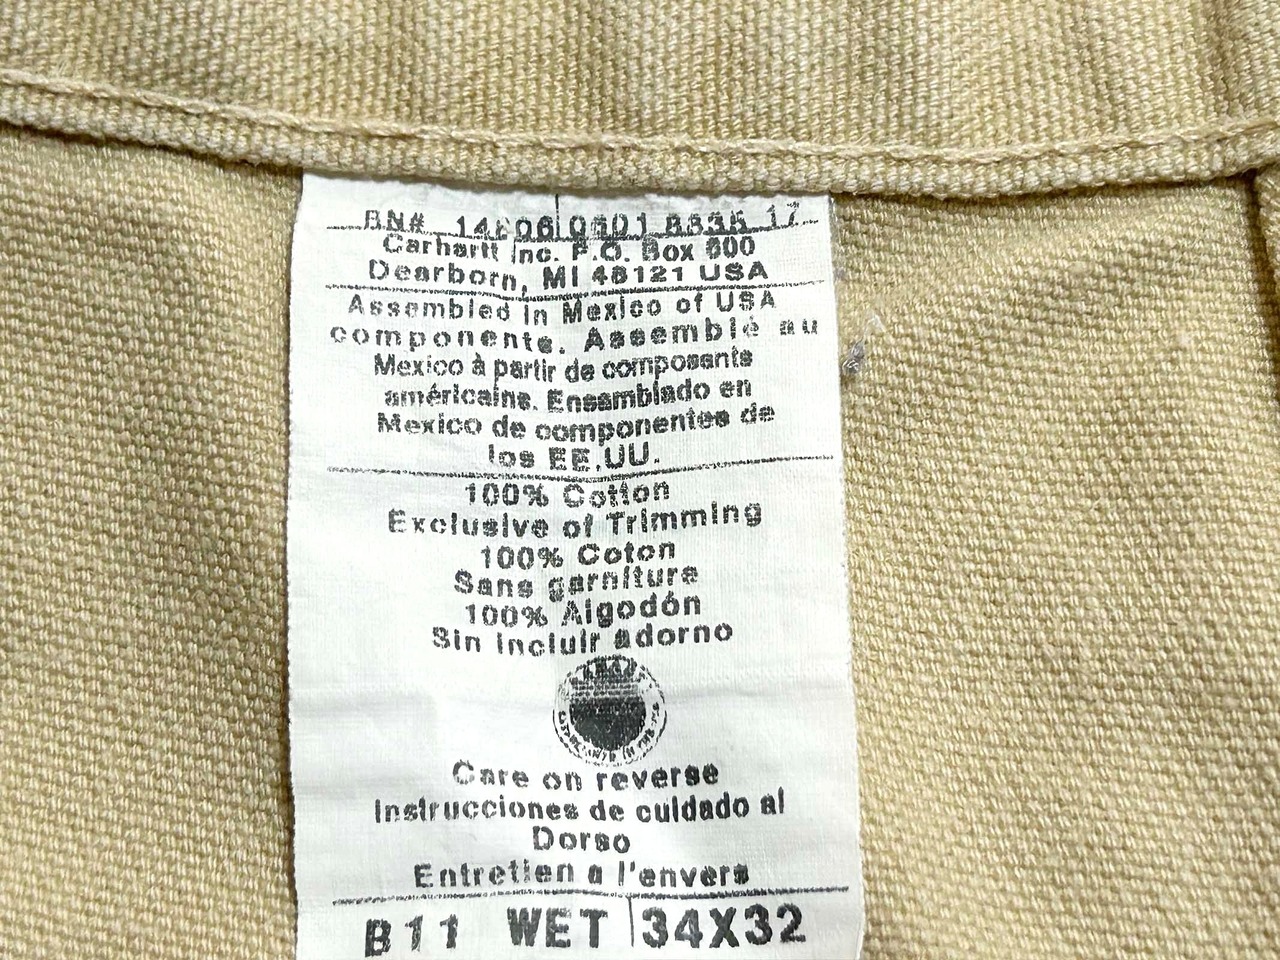 BN# 17
Carhartt Inc. P.O. Box 600
Dearborn, MI 48121 USA
Assembled in Mexico of USA
components. Assemblé au
Mexico à partir de composants
américains. Ensamblado en
Mexico de componentes de
los EE.UU.
100% Cotton
Exclusive of Trimming
100% Coton
Sans garniture
100% Algodón
Sin incluir adorno
Care on reverse
Instrucciones de cuidado al
Dorso
Entretien a l'envers
B11 WET 34X32